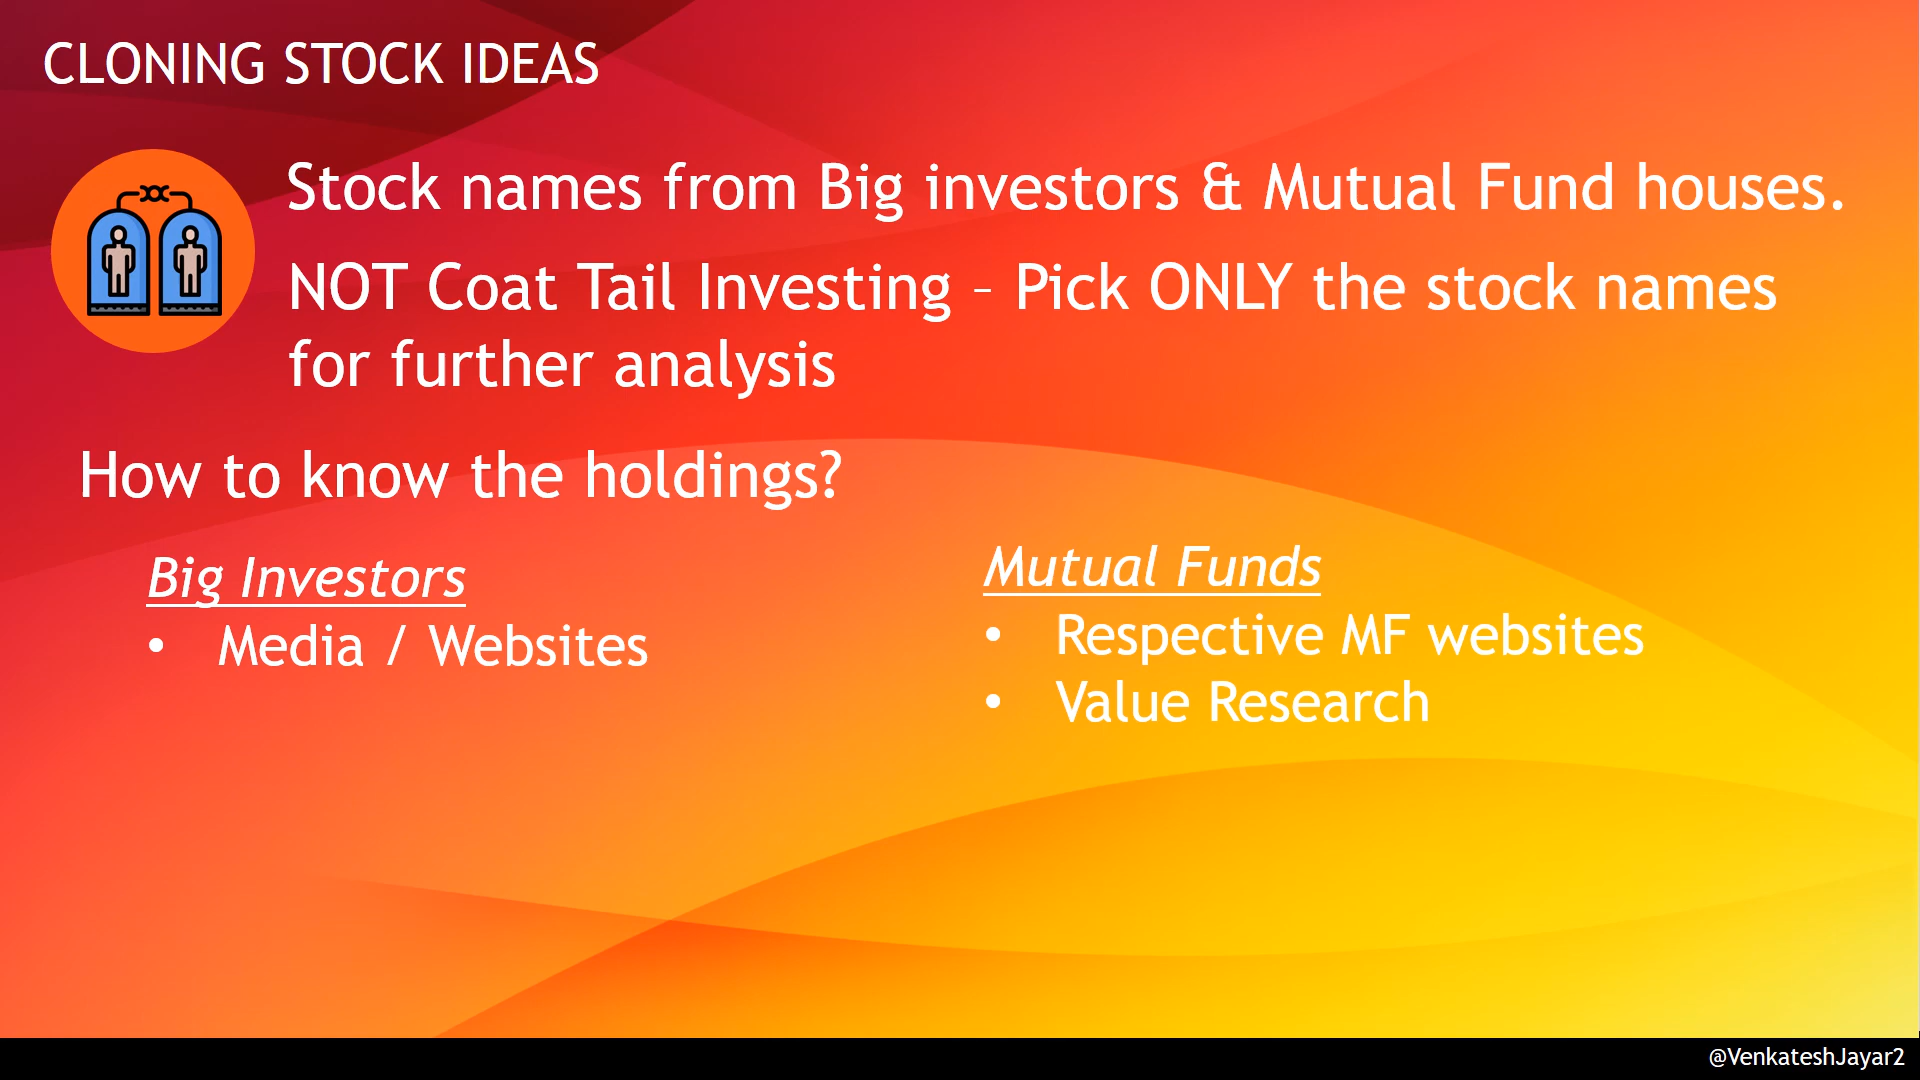 CLONING STOCK IDEAS
Stock names from Big investors & Mutual Fund houses.
NOT Coat Tail Investing – Pick ONLY the stock names
for further analysis
How to know the holdings?
Big Investors
• Media / Websites
Mutual Funds
• Respective MF websites
• Value Research
@VenkateshJayar2